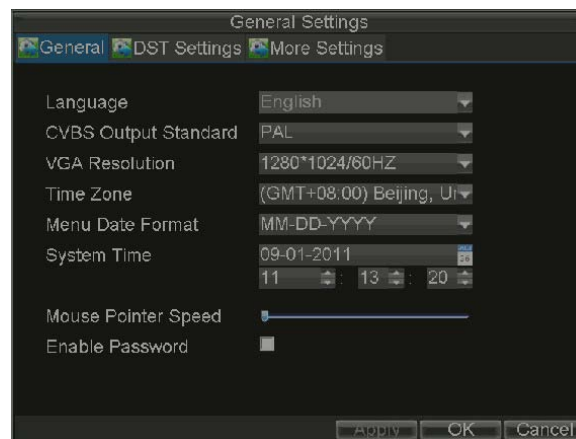 General Settings
General DST Settings More Settings
Language English
CVBS Output Standard PAL
VGA Resolution 1280*1024/60HZ
Time Zone (GMT+08:00) Beijing,
Menu Date Format MM-DD-YYYY
System Time 09-01-2011
11 : 13 : 20
Mouse Pointer Speed
Enable Password
Apply OK Cancel